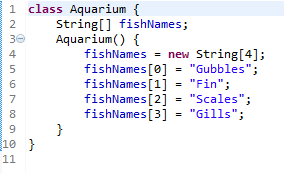 1 class Aquarium {
2     String[] fishNames;
3     Aquarium() {
4         fishNames = new String[4];
5         fishNames[0] = "Gubbles";
6         fishNames[1] = "Fin";
7         fishNames[2] = "Scales";
8         fishNames[3] = "Gills";
9     }
10 }
11